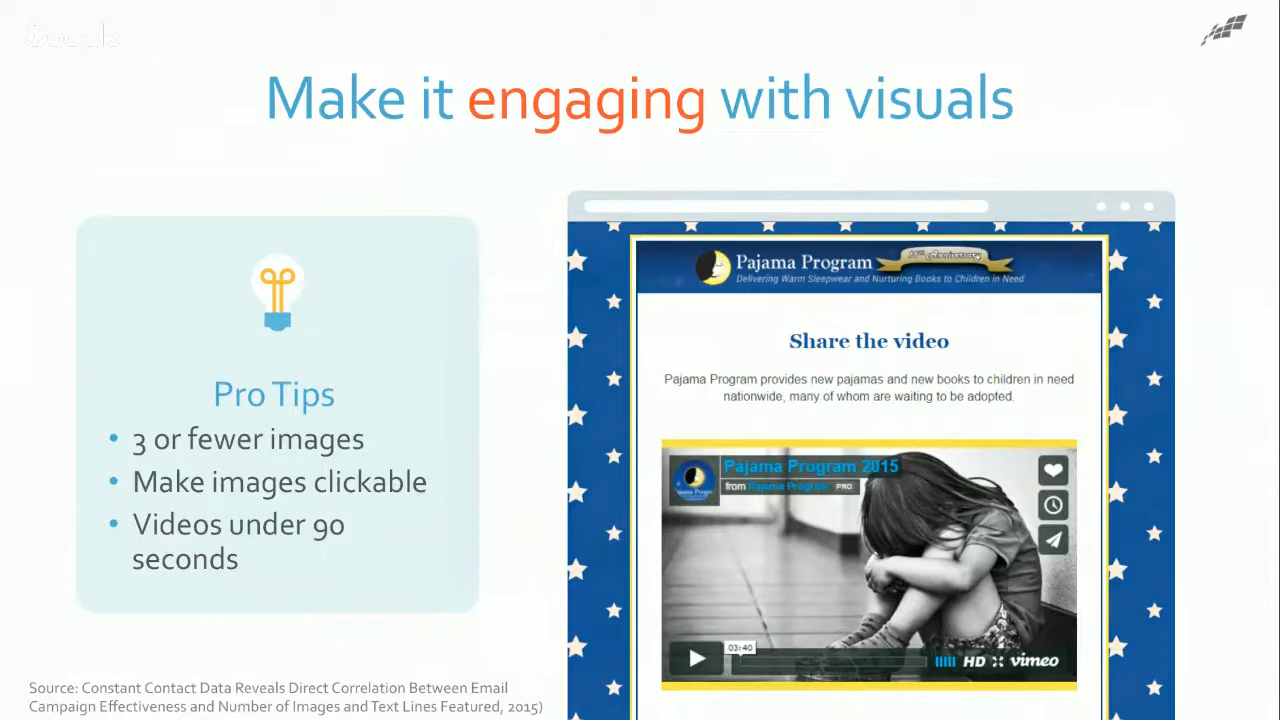 Make it engaging with visuals
Pro Tips
• 3 or fewer images
• Make images clickable
• Videos under 90
seconds
Source: Constant Contact Data Reveals Direct Correlation Between Email
Campaign Effectiveness and Number of Images and Text Lines Featured, 2015)
Pajama Program
Anniversary
Delivering Warm Sleepwear and Nurturing Books to Children in Need
Share the video
Pajama Program provides new pajamas and new books to children in need
nationwide, many of whom are waiting to be adopted.
Pajama Program 2015
from Pajama Program PRO
03:40
HD vimeo